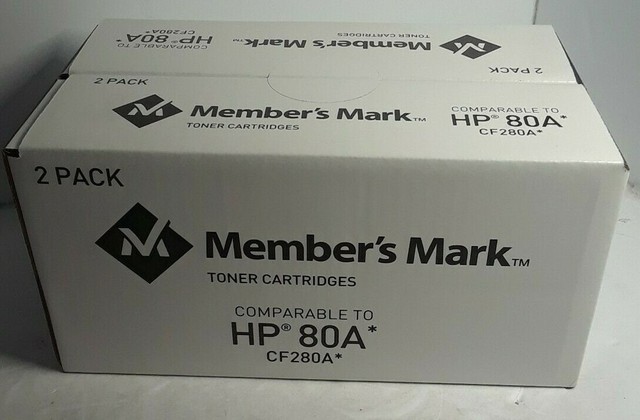 COMPARABLE TO
HP® 80A*
CF280A*
Member's Mark™
TONER CARTRIDGES
2 PACK
2 PACK
Member's Mark™
TONER CARTRIDGES
COMPARABLE TO
HP® 80A*
CF280A*
2 PACK
Member's Mark™
TONER CARTRIDGES
COMPARABLE TO
HP® 80A*
CF280A*